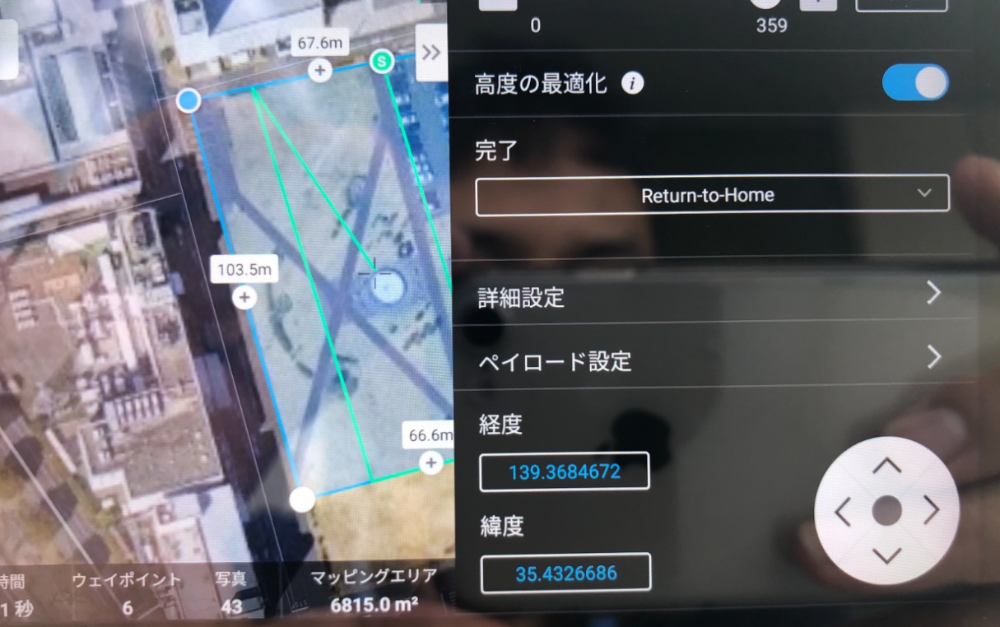 67.6m
S
103.5m
66.6m
ウェイポイント
6
写真
43
マッピングエリア
6815.0 m²
1 秒
0
359
高度の最適化 i
完了
Return-to-Home
詳細設定
ペイロード設定
経度
139.3684672
緯度
35.4326686